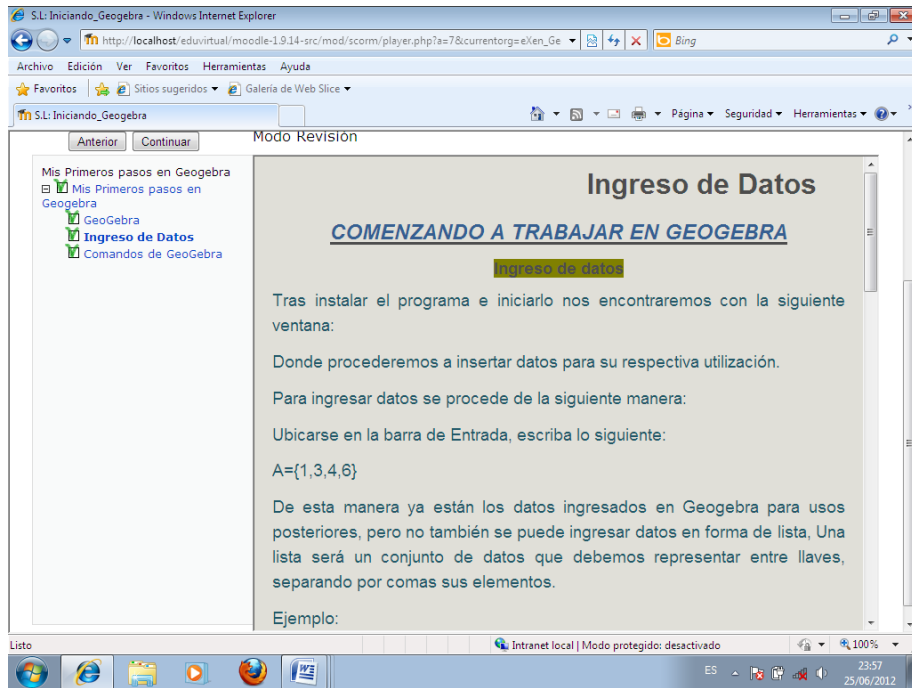 S.L: Iniciando_Geogebra - Windows Internet Explorer
http://localhost/eduvirtual/moodle-1.9.14-src/mod/scorm/player.php?a=7&currentorg=eXen_Ge
Bing
Archivo Edición Ver Favoritos Herramientas Ayuda
Favoritos Sitios sugeridos Galería de Web Slice
S.L: Iniciando_Geogebra
Página Seguridad Herramientas
Anterior Continuar
Modo Revisión
Mis Primeros pasos en Geogebra
Mis Primeros pasos en
Geogebra
GeoGebra
Ingreso de Datos
Comandos de GeoGebra
Ingreso de Datos
COMENZANDO A TRABAJAR EN GEOGEBRA
Ingreso de datos
Tras instalar el programa e iniciarlo nos encontraremos con la siguiente
ventana:
Donde procederemos a insertar datos para su respectiva utilización.
Para ingresar datos se procede de la siguiente manera:
Ubicarse en la barra de Entrada, escriba lo siguiente:
A={1,3,4,6}
De esta manera ya están los datos ingresados en Geogebra para usos
posteriores, pero no también se puede ingresar datos en forma de lista, Una
lista será un conjunto de datos que debemos representar entre llaves,
separando por comas sus elementos.
Ejemplo:
Listo
Intranet local | Modo protegido: desactivado
100%
ES
23:57
25/06/2012